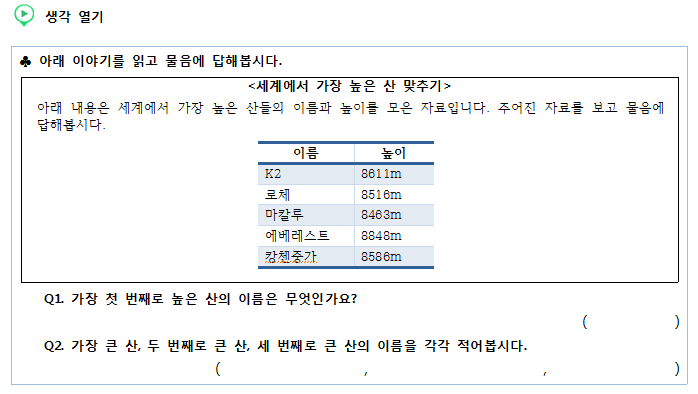 생각 열기
♣ 아래 이야기를 읽고 물음에 답해봅시다.
<세계에서 가장 높은 산 맞추기>
아래 내용은 세계에서 가장 높은 산들의 이름과 높이를 모은 자료입니다. 주어진 자료를 보고 물음에
답해봅시다.
이름 높이
K2 8611m
로체 8516m
마칼루 8463m
에베레스트 8848m
캉첸중가 8586m
Q1. 가장 첫 번째로 높은 산의 이름은 무엇인가요?
( )
Q2. 가장 큰 산, 두 번째로 큰 산, 세 번째로 큰 산의 이름을 각각 적어봅시다.
( , , )